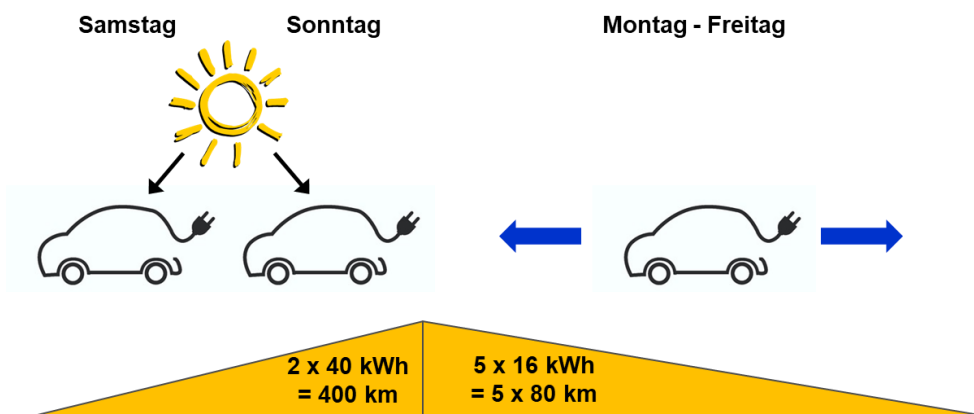 Samstag
Sonntag
Montag - Freitag
2 x 40 kWh
= 400 km
5 x 16 kWh
= 5 x 80 km